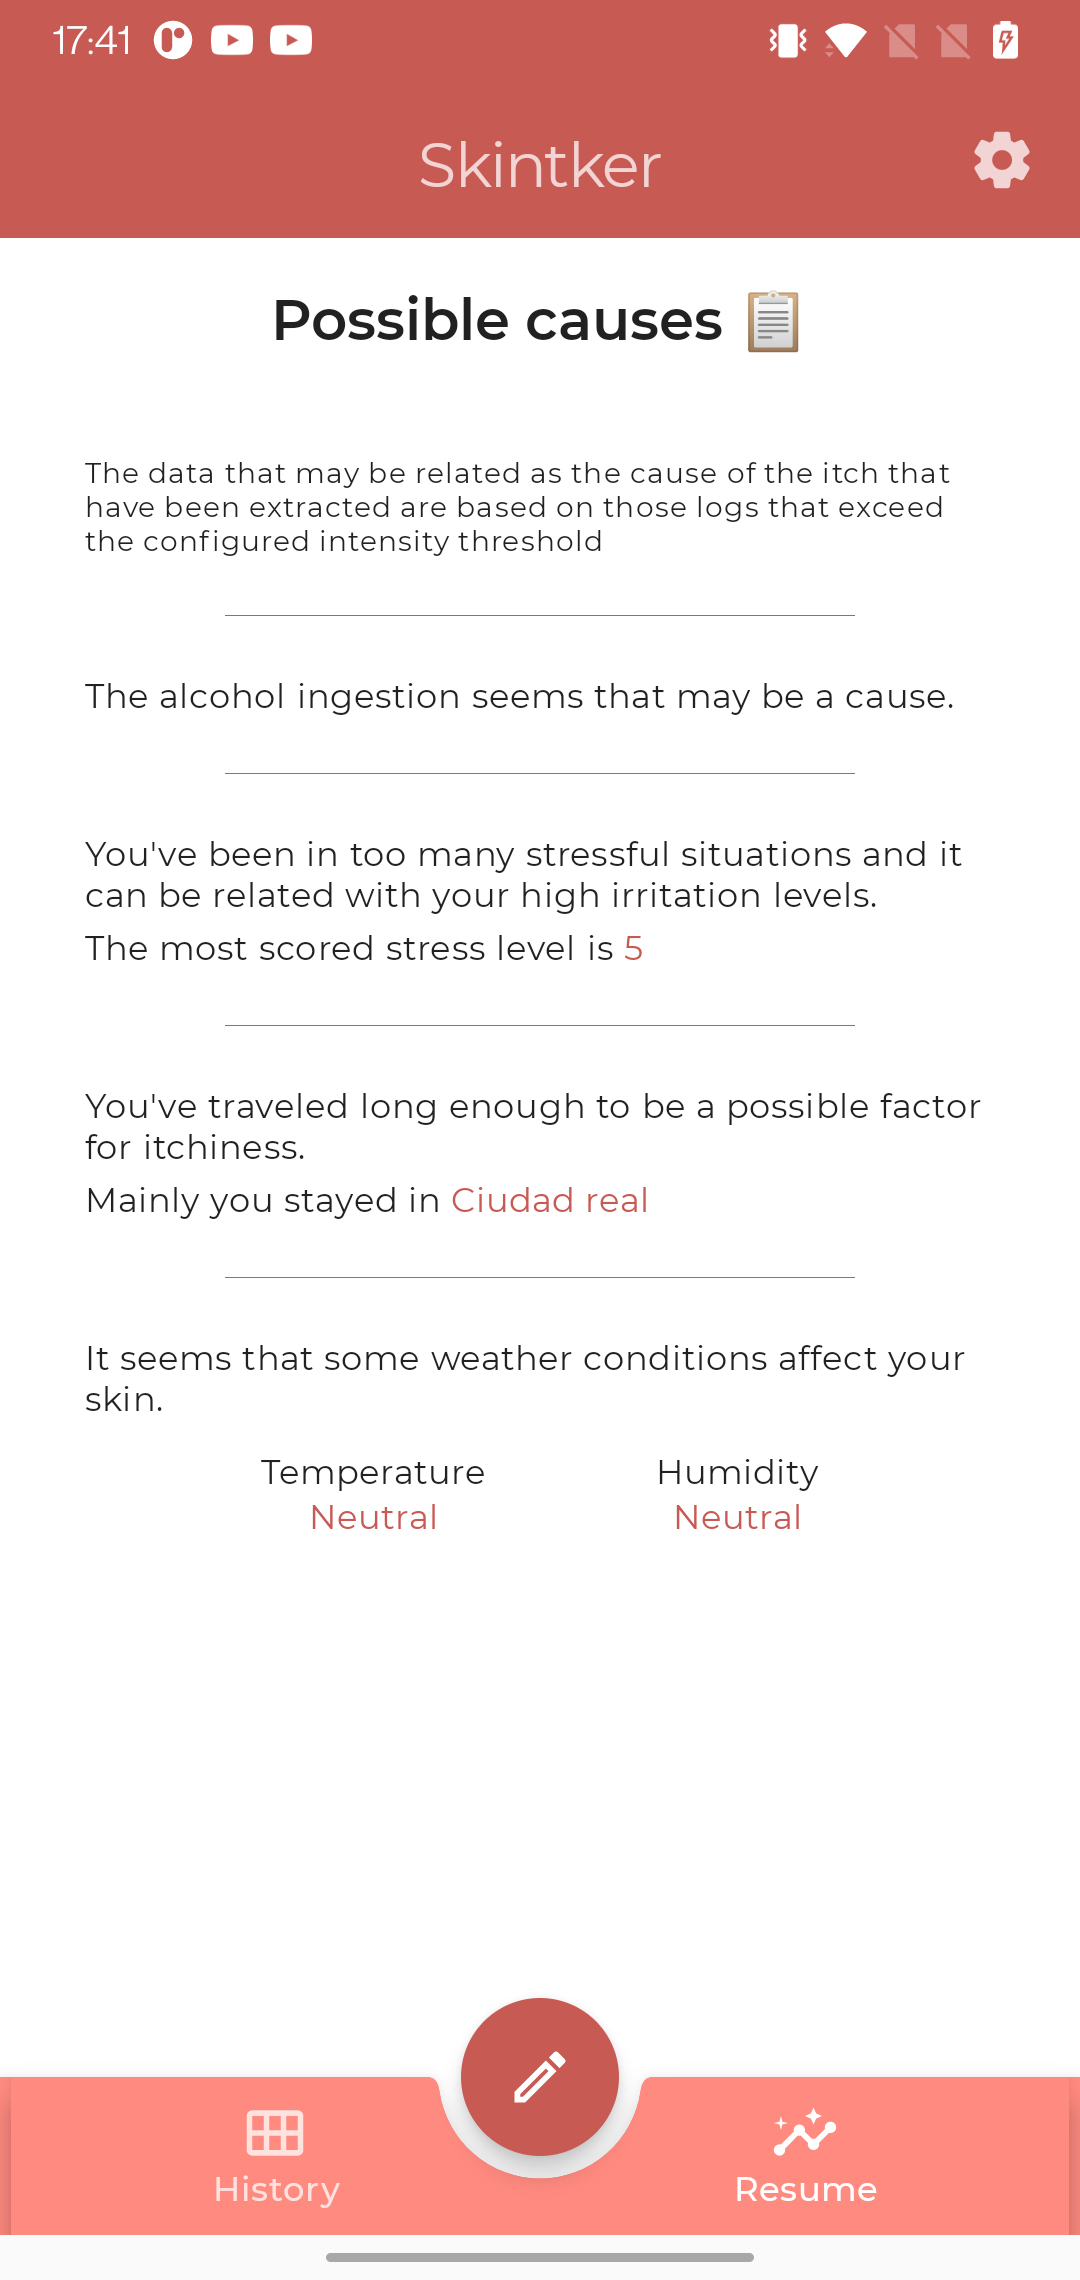 17:41
Skintker
Possible causes 📋
The data that may be related as the cause of the itch that
have been extracted are based on those logs that exceed
the configured intensity threshold
The alcohol ingestion seems that may be a cause.
You've been in too many stressful situations and it
can be related with your high irritation levels.
The most scored stress level is 5
You've traveled long enough to be a possible factor
for itchiness.
Mainly you stayed in Ciudad real
It seems that some weather conditions affect your
skin.
Temperature Humidity
Neutral Neutral
History Resume